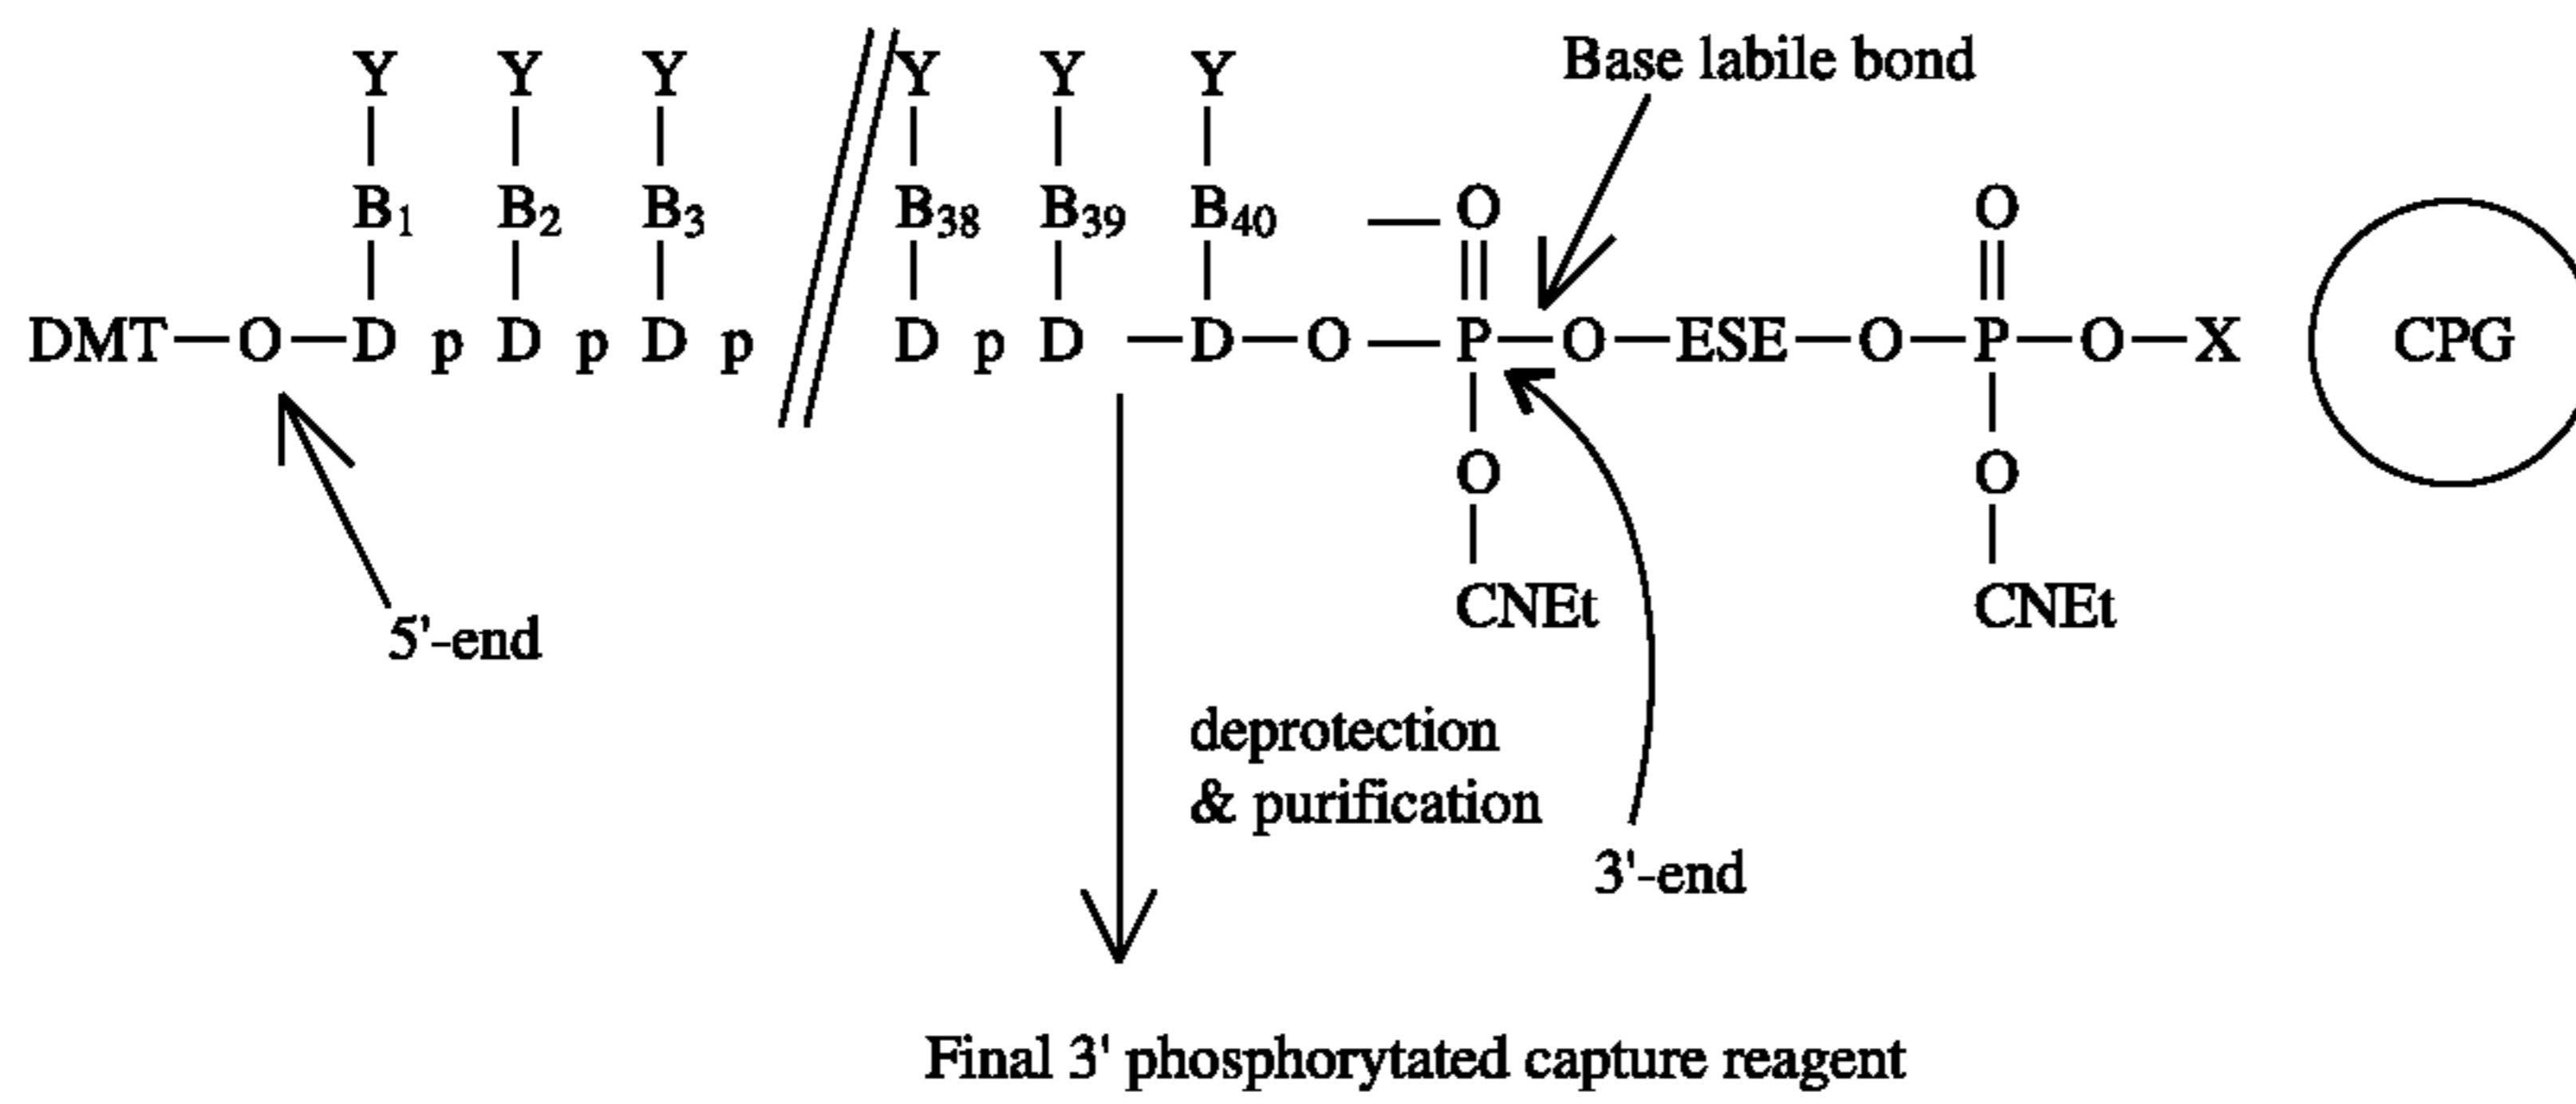 Y Y Y Y Y Y Base labile bond
B1 B2 B3 B38 B39 B40 O O
DMT—O—D p D p D p D p D —D—O—P—O—ESE—O—P—O—X CPG
O O
CNEt CNEt
5'-end
deprotection
& purification
3'-end
Final 3' phosphorytated capture reagent